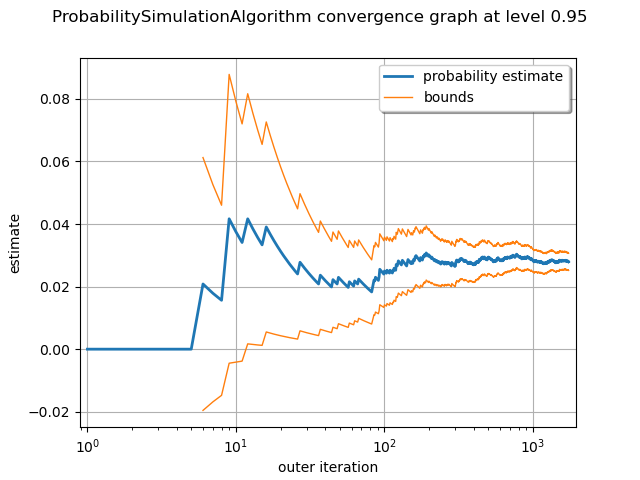 ProbabilitySimulationAlgorithm convergence graph at level 0.95
probability estimate
bounds
0.08
0.06
0.04
0.02
0.00
−0.02
estimate
10⁰
10¹
10²
10³
outer iteration